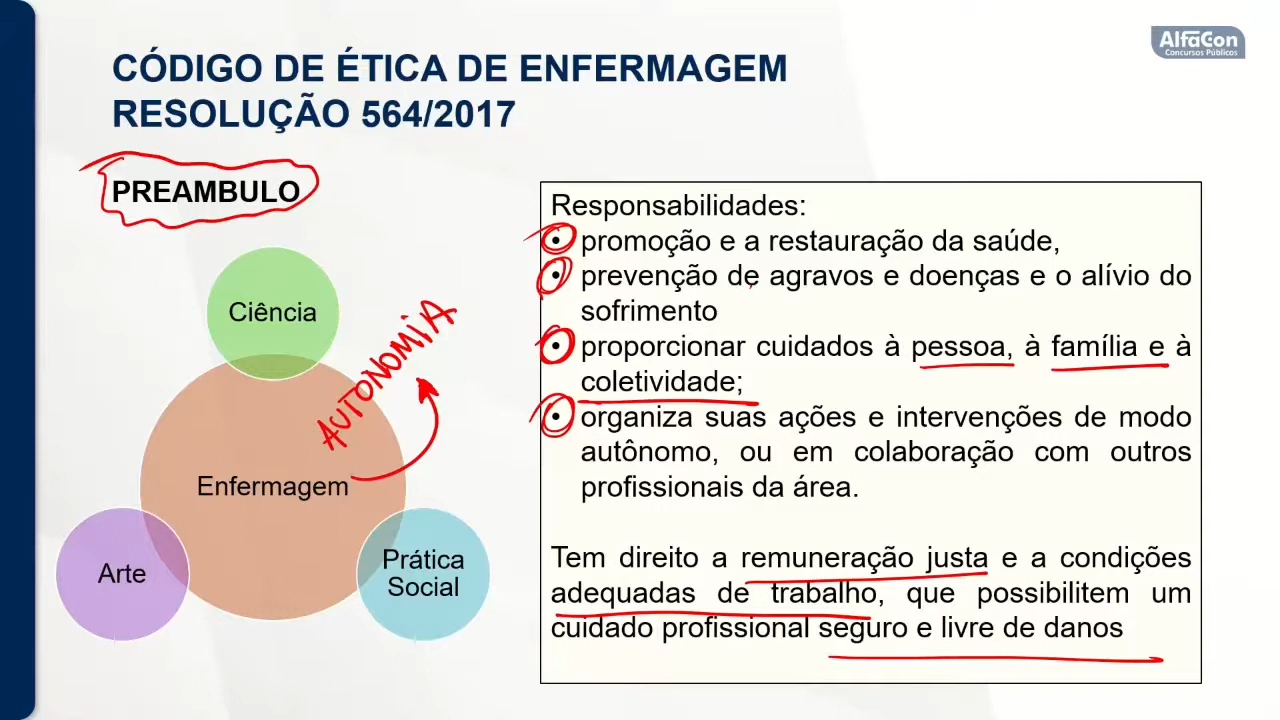 AlfaCon
Concursos Públicos
CÓDIGO DE ÉTICA DE ENFERMAGEM
RESOLUÇÃO 564/2017
PREAMBULO
Ciência
AUTONOMIA
Enfermagem
Arte
Prática
Social
Responsabilidades:
• promoção e a restauração da saúde,
• prevenção de agravos e doenças e o alívio do
sofrimento
• proporcionar cuidados à pessoa, à família e à
coletividade;
• organiza suas ações e intervenções de modo
autônomo, ou em colaboração com outros
profissionais da área.
Tem direito a remuneração justa e a condições
adequadas de trabalho, que possibilitem um
cuidado profissional seguro e livre de danos